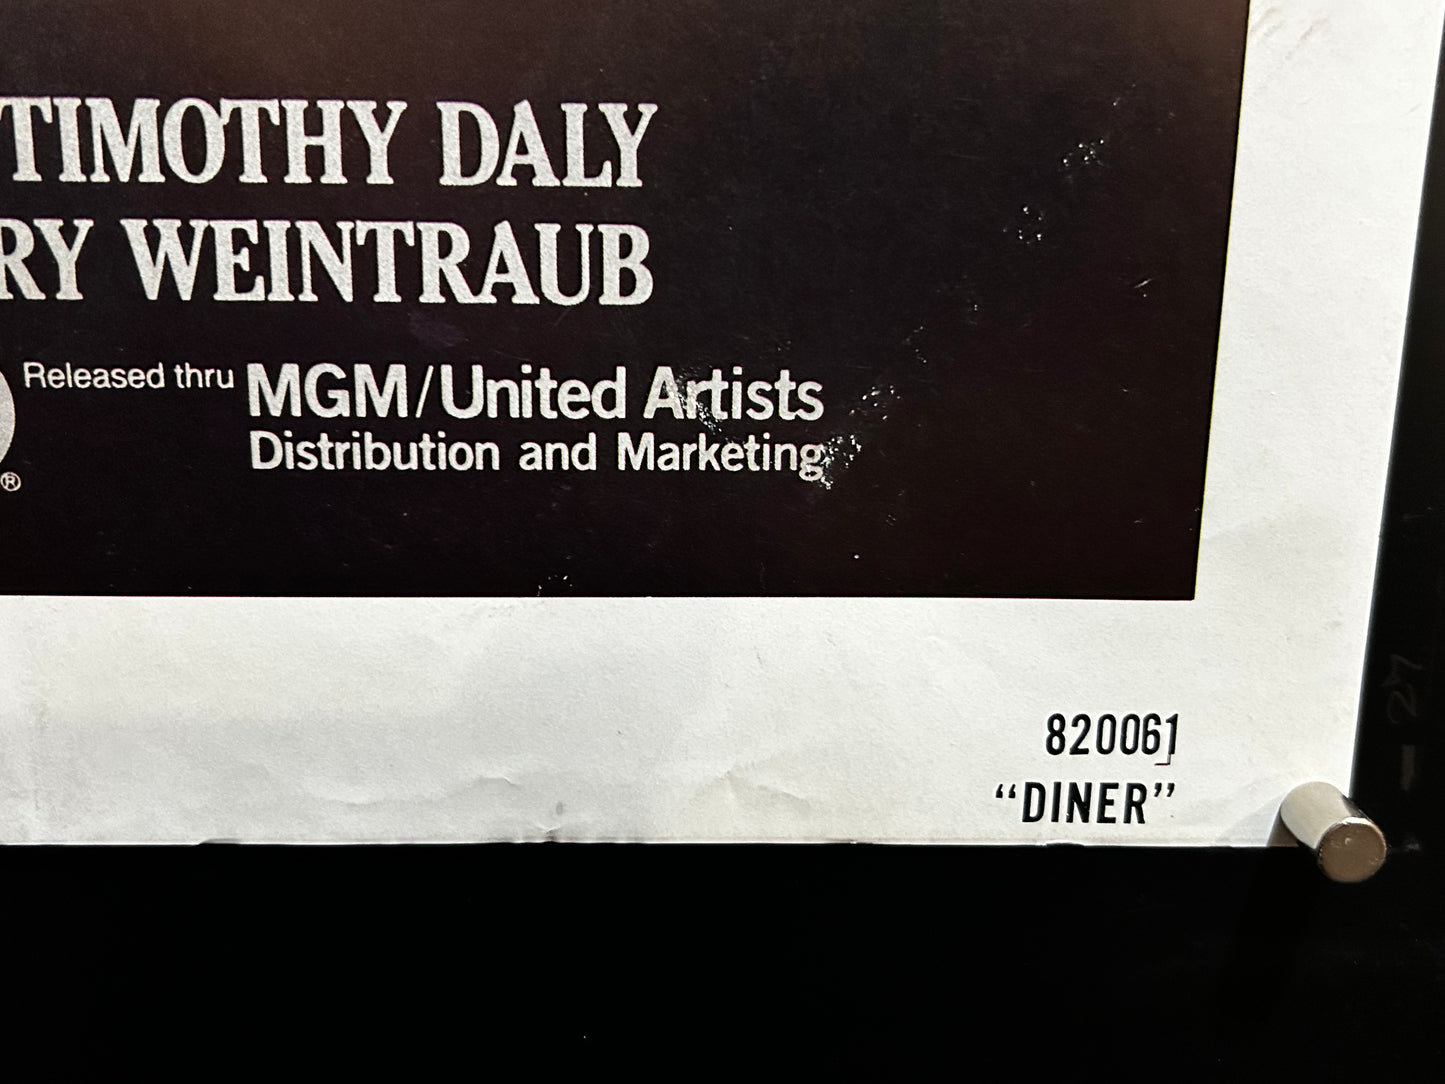 TIMOTHY DALY
RY WEINTRAUB
Released thru MGM/United Artists
Distribution and Marketing
®
820061
“DINER”